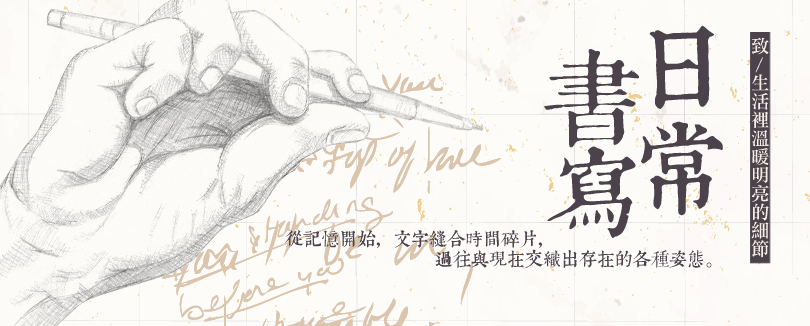 致/生活裡溫暖明亮的細節
日常
書寫
從記憶開始，文字縫合時間碎片，
過往與現在交織出存在的各種姿態。
you
of love
standing
before you